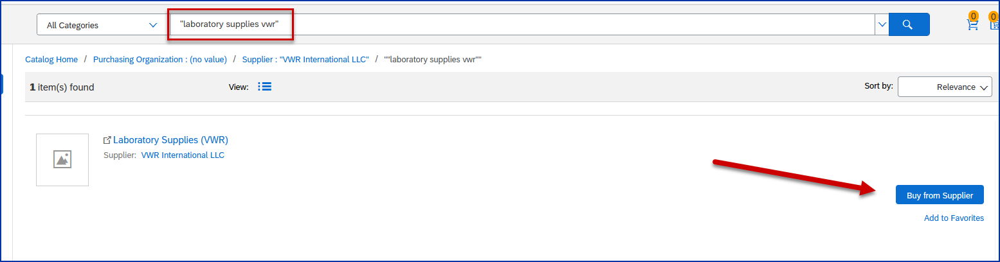 0 0
All Categories "laboratory supplies vwr"
Catalog Home / Purchasing Organization : (no value) / Supplier : "VWR International LLC" / ""laboratory supplies vwr""
1 item(s) found View: Sort by: Relevance
Laboratory Supplies (VWR)
Supplier: VWR International LLC
Buy from Supplier
Add to Favorites